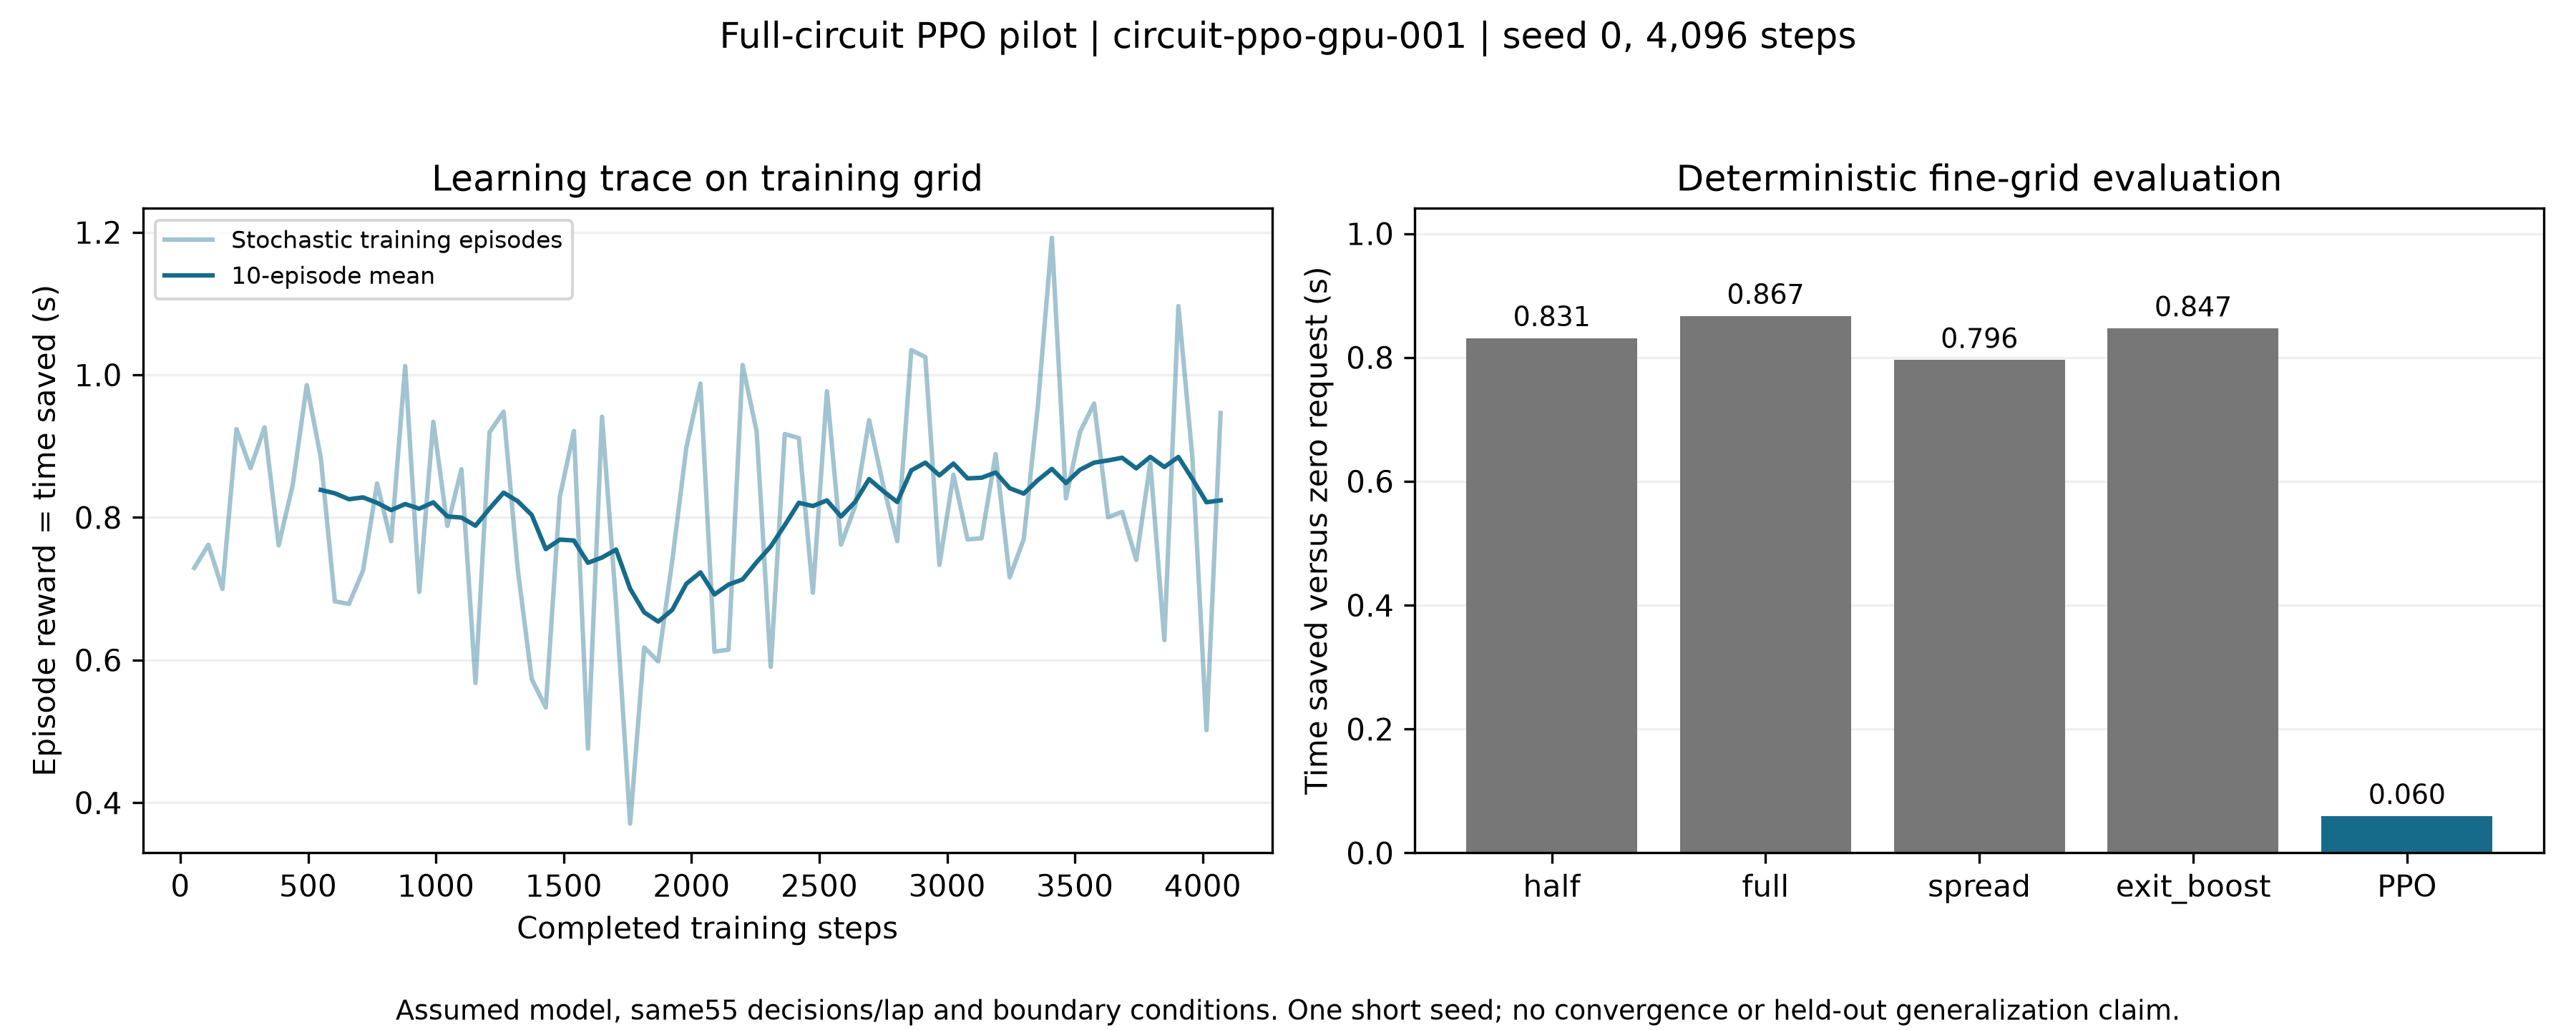 Full-circuit PPO pilot | circuit-ppo-gpu-001 | seed 0, 4,096 steps
Learning trace on training grid
Stochastic training episodes
10-episode mean
Episode reward = time saved (s)
1.2
1.0
0.8
0.6
0.4
0 500 1000 1500 2000 2500 3000 3500 4000
Completed training steps
Deterministic fine-grid evaluation
Time saved versus zero request (s)
1.0
0.8
0.6
0.4
0.2
0.0
0.831
0.867
0.796
0.847
0.060
half full spread exit_boost PPO
Assumed model, same55 decisions/lap and boundary conditions. One short seed; no convergence or held-out generalization claim.